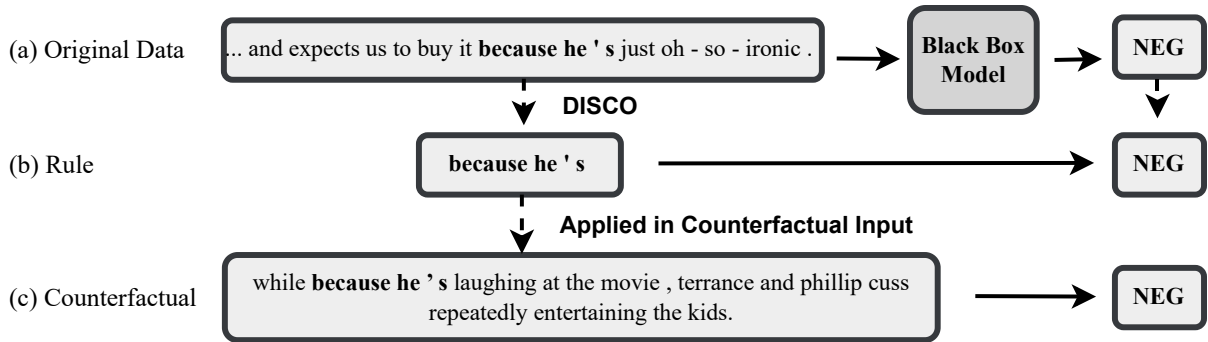 (a) Original Data
... and expects us to buy it because he ' s just oh - so - ironic .
Black Box
Model
NEG
DISCO
(b) Rule
because he ' s
NEG
Applied in Counterfactual Input
(c) Counterfactual
while because he ’ s laughing at the movie , terrance and phillip cuss
repeatedly entertaining the kids.
NEG